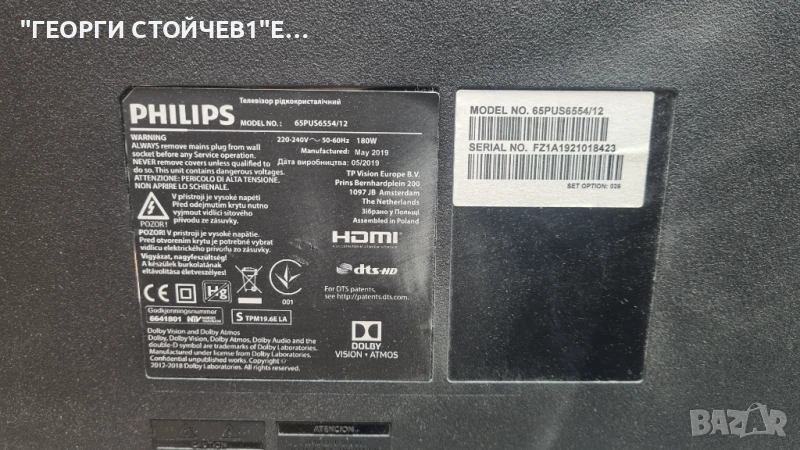 "ГЕОРГИ СТОЙЧЕВ1"Е...
PHILIPS
Телевізор рідкокристалічний
MODEL NO.: 65PUS6554/12
WARNING
ALWAYS remove mains plug from wall
socket before any Service operation.
NEVER remove covers unless qualified to
do so. This unit contains dangerous voltages.
ATTENZIONE: PERICOLO DI ALTA TENSIONE.
NON APRIRE LO SCHIENALE.
V přístroji je vysoké napětí
Před odejmutím krytu nutno
vyjmout vidlici síťového
přívodu ze zásuvky.
POZOR !
POZOR! V prístroji je vysoké napätie.
Pred otvorením krytu je potrebné vybrať
vidlicu elektrického prívodu zo zásuvky.
Vigyázat, nagyfeszültség!
A készülek burkolatának
eltávolítása életveszélyes!
220-240V ~ 50-60Hz 180W
Manufactured: May 2019
Дата виробництва: 05/2019
TP Vision Europe B.V.
Prins Bernhardplein 200
1097 JB Amsterdam
The Netherlands
Зібрано у Польщі
Assembled in Poland
HDMI
dts-HD
For DTS patents,
see http://patents.dts.com.
CE
Hg
001
Godkjenningsnummer
6641801
S TPM19.6E LA
Dolby Vision and Dolby Atmos
Dolby, Dolby Vision, Dolby Audio and the
double-D symbol are trademarks of Dolby Laboratories.
Manufactured under license from Dolby Laboratories.
Confidential unpublished works. Copyright ©
2012-2018 Dolby Laboratories. All rights reserved.
DOLBY
VISION·ATMOS
MODEL NO. 65PUS6554/12
SERIAL NO. FZ1A1921018423
SET OPTION: 026
ATENCION
BAZAR
bazar.bg